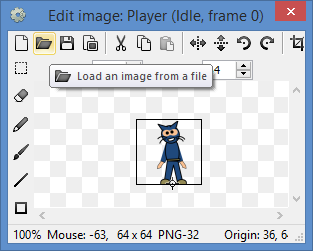 Edit image: Player (Idle, frame 0)
Load an image from a file
4
100% Mouse: -63, 64 x 64 PNG-32 Origin: 36, 64